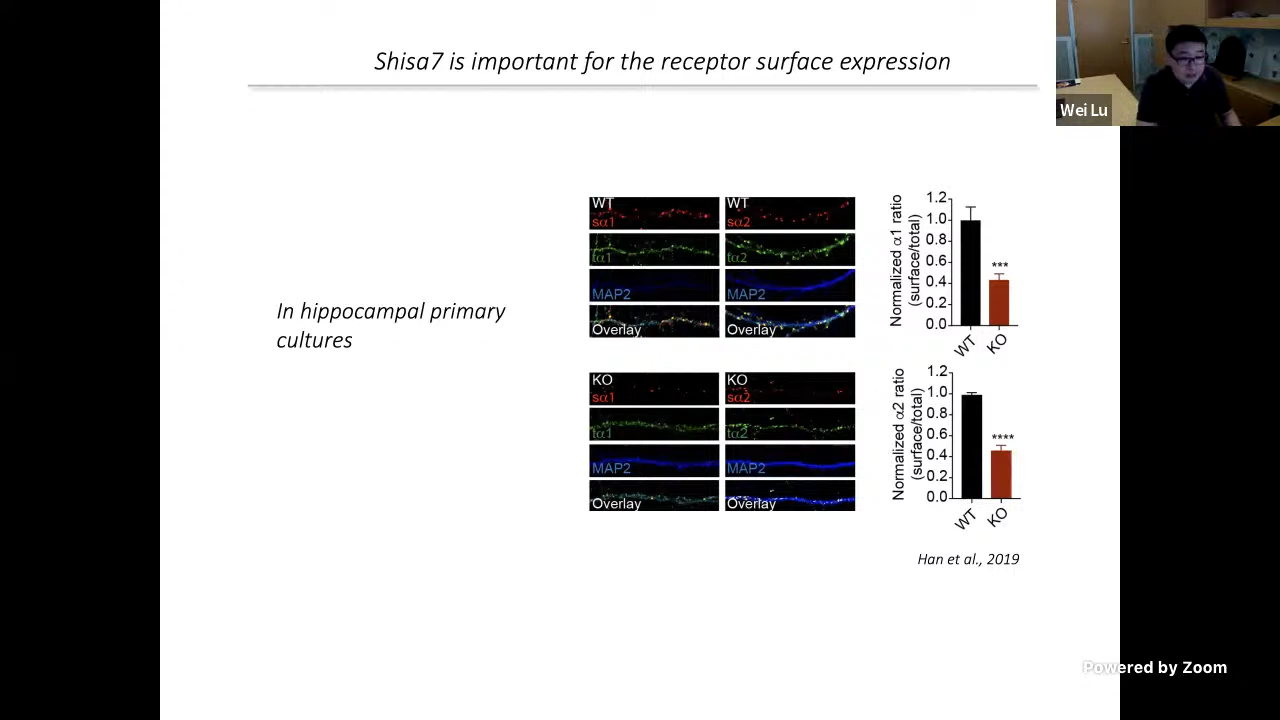 Shisa7 is important for the receptor surface expression
Wei Lu
In hippocampal primary
cultures
WT
sα1
tα1
MAP2
Overlay
WT
sα2
tα2
MAP2
Overlay
KO
sα1
tα1
MAP2
Overlay
KO
sα2
tα2
MAP2
Overlay
Normalized α1 ratio
(surface/total)
1.2
1.0
0.8
0.6
0.4
0.2
0.0
***
WT
KO
Normalized α2 ratio
(surface/total)
1.2
1.0
0.8
0.6
0.4
0.2
0.0
****
WT
KO
Han et al., 2019
Powered by Zoom